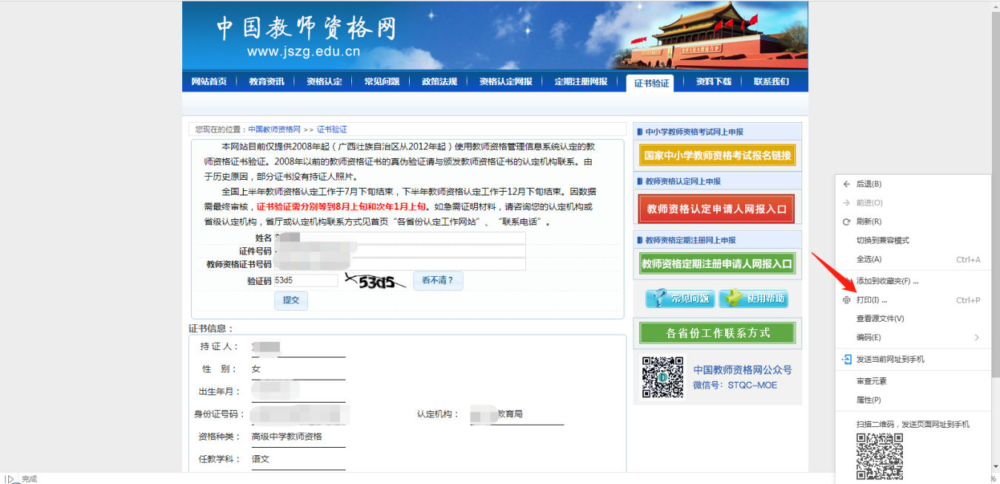 中国教师资格网
www.jszg.edu.cn
网站首页 教育资讯 资格认定 常见问题 政策法规 资格认定网报 定期注册网报 证书验证 资料下载 联系我们
您现在的位置：中国教师资格网 >> 证书验证
本网站目前仅提供2008年起（广西壮族自治区从2012年起）使用教师资格管理信息系统认定的教
师资格证书验证。2008年以前的教师资格证书的真伪验证请与颁发教师资格证书的认定机构联系。由
于历史原因，部分证书没有持证人照片。
全国上半年教师资格认定工作于7月下旬结束，下半年教师资格认定工作于12月下旬结束。因数据
需最终审核，证书验证需分别等到8月上旬和次年1月上旬。如急需证明材料，请咨询您的认定机构或
省级认定机构，省厅或认定机构联系方式见首页“各省份认定工作网站”、“联系电话”。
姓名
证件号码
教师资格证书号码
验证码 53d5 53d5 看不清？
提交
证书信息：
持 证 人：
性 别： 女
出生年月：
身份证号码： 认定机构： 教育局
资格种类： 高级中学教师资格
任教学科： 语文
中小学教师资格考试网上申报
国家中小学教师资格考试报名链接
教师资格认定网上申报
教师资格认定申请人网报入口
教师资格定期注册网上申报
教师资格定期注册申请人网报入口
常见问题 使用帮助
各省份工作联系方式
中国教师资格网公众号
微信号：STQC-MOE
后退(B)
前进(O)
刷新(R)
切换到兼容模式
全选(A) Ctrl+A
添加到收藏夹(F) ...
打印(I) ... Ctrl+P
查看源文件(V)
编码(E)
发送当前网址到手机
审查元素
属性(P)
扫描二维码，发送页面网址到手机
完成
%